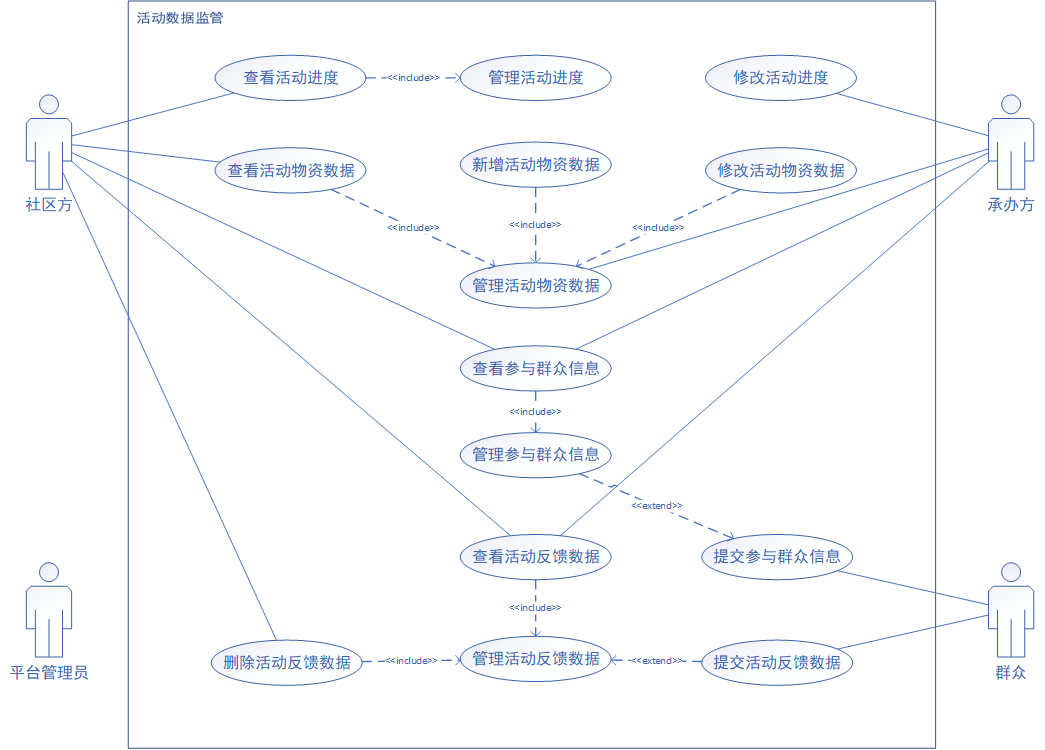 活动数据监管
查看活动进度
<<include>>
管理活动进度
修改活动进度
查看活动物资数据
新增活动物资数据
修改活动物资数据
社区方
承办方
<<include>>
<<include>>
<<include>>
管理活动物资数据
查看参与群众信息
<<include>>
管理参与群众信息
<<extend>>
查看活动反馈数据
提交参与群众信息
<<include>>
删除活动反馈数据
<<include>>
管理活动反馈数据
<<extend>>
提交活动反馈数据
平台管理员
群众